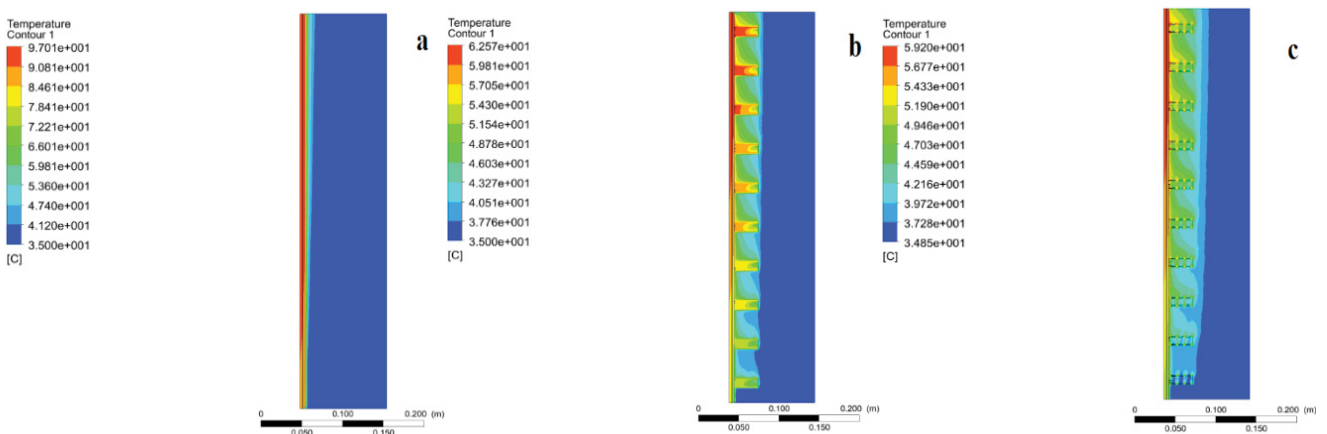 Temperature
Contour 1
9.701e+001
9.081e+001
8.461e+001
7.841e+001
7.221e+001
6.601e+001
5.981e+001
5.360e+001
4.740e+001
4.120e+001
3.500e+001
[C]
a
0 0.100 0.200 (m)
0.050 0.150
Temperature
Contour 1
6.257e+001
5.981e+001
5.705e+001
5.430e+001
5.154e+001
4.878e+001
4.603e+001
4.327e+001
4.051e+001
3.776e+001
3.500e+001
[C]
b
0 0.100 0.200 (m)
0.050 0.150
Temperature
Contour 1
5.920e+001
5.677e+001
5.433e+001
5.190e+001
4.946e+001
4.703e+001
4.459e+001
4.216e+001
3.972e+001
3.728e+001
3.485e+001
[C]
c
0 0.100 0.200 (m)
0.050 0.150